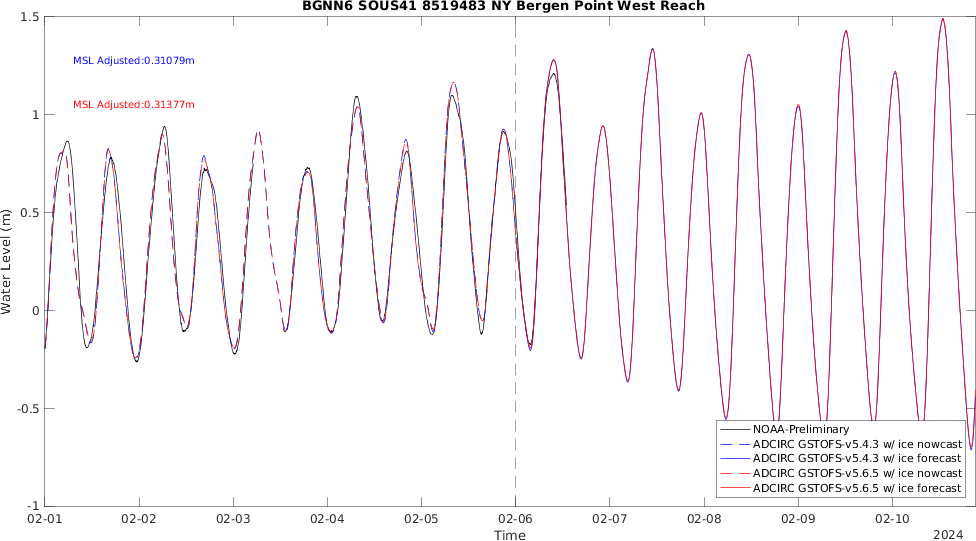 BGNN6 SOUS41 8519483 NY Bergen Point West Reach
1.5
MSL Adjusted:0.31079m
MSL Adjusted:0.31377m
1
0.5
0
-0.5
-1
Water Level (m)
NOAA-Preliminary
ADCIRC GSTOFS-v5.4.3 w/ ice nowcast
ADCIRC GSTOFS-v5.4.3 w/ ice forecast
ADCIRC GSTOFS-v5.6.5 w/ ice nowcast
ADCIRC GSTOFS-v5.6.5 w/ ice forecast
02-01 02-02 02-03 02-04 02-05 02-06 02-07 02-08 02-09 02-10
Time
2024